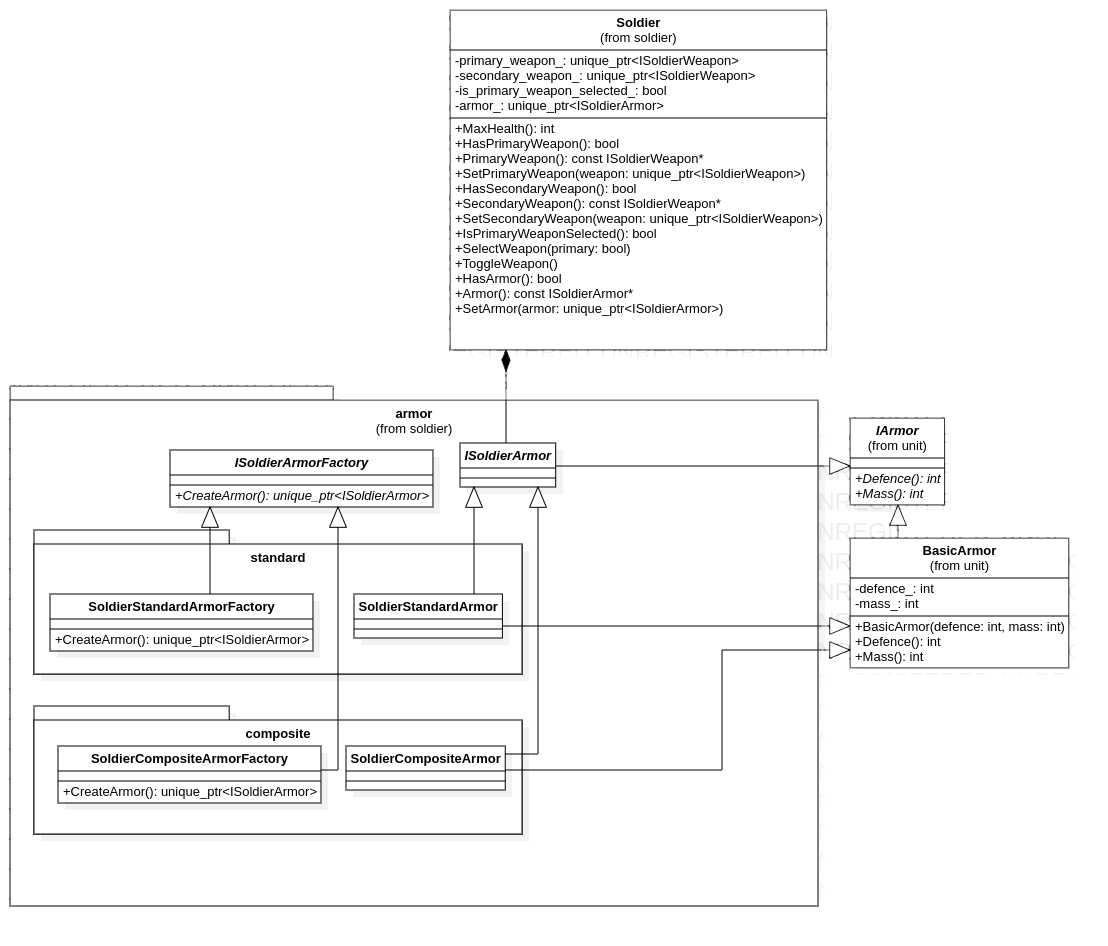 Soldier
(from soldier)
-primary_weapon_: unique_ptr<ISoldierWeapon>
-secondary_weapon_: unique_ptr<ISoldierWeapon>
-is_primary_weapon_selected_: bool
-armor_: unique_ptr<ISoldierArmor>
+MaxHealth(): int
+HasPrimaryWeapon(): bool
+PrimaryWeapon(): const ISoldierWeapon*
+SetPrimaryWeapon(weapon: unique_ptr<ISoldierWeapon>)
+HasSecondaryWeapon(): bool
+SecondaryWeapon(): const ISoldierWeapon*
+SetSecondaryWeapon(weapon: unique_ptr<ISoldierWeapon>)
+IsPrimaryWeaponSelected(): bool
+SelectWeapon(primary: bool)
+ToggleWeapon()
+HasArmor(): bool
+Armor(): const ISoldierArmor*
+SetArmor(armor: unique_ptr<ISoldierArmor>)
armor
(from soldier)
ISoldierArmorFactory
+CreateArmor(): unique_ptr<ISoldierArmor>
ISoldierArmor
IArmor
(from unit)
+Defence(): int
+Mass(): int
standard
SoldierStandardArmorFactory
+CreateArmor(): unique_ptr<ISoldierArmor>
SoldierStandardArmor
BasicArmor
(from unit)
-defence_: int
-mass_: int
+BasicArmor(defence: int, mass: int)
+Defence(): int
+Mass(): int
composite
SoldierCompositeArmorFactory
+CreateArmor(): unique_ptr<ISoldierArmor>
SoldierCompositeArmor